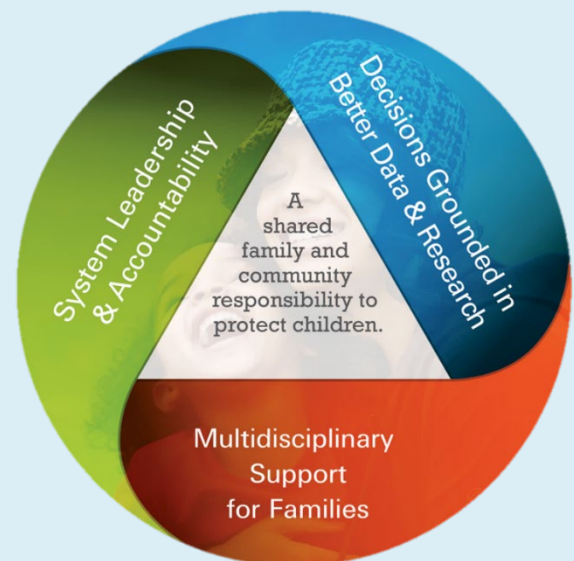 System Leadership
& Accountability
Decisions Grounded in
Better Data & Research
A
shared
family and
community
responsibility to
protect children.
Multidisciplinary
Support
for Families